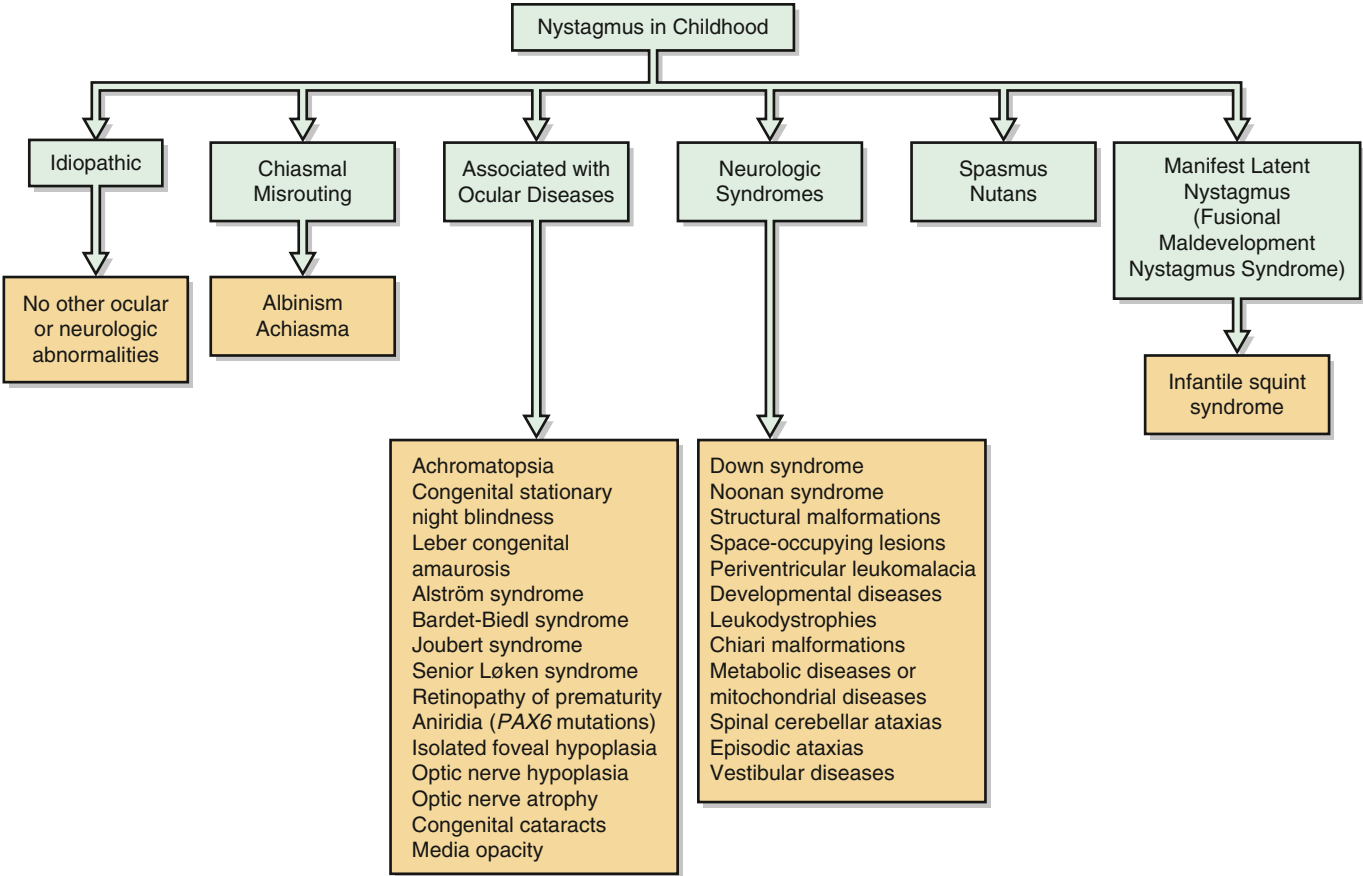 Nystagmus in Childhood
Idiopathic
Chiasmal
Misrouting
Associated with
Ocular Diseases
Neurologic
Syndromes
Spasmus
Nutans
Manifest Latent
Nystagmus
(Fusional
Maldevelopment
Nystagmus Syndrome)
No other ocular
or neurologic
abnormalities
Albinism
Achiasma
Infantile squint
syndrome
Achromatopsia
Congenital stationary
night blindness
Leber congenital
amaurosis
Alström syndrome
Bardet-Biedl syndrome
Joubert syndrome
Senior Løken syndrome
Retinopathy of prematurity
Aniridia (PAX6 mutations)
Isolated foveal hypoplasia
Optic nerve hypoplasia
Optic nerve atrophy
Congenital cataracts
Media opacity
Down syndrome
Noonan syndrome
Structural malformations
Space-occupying lesions
Periventricular leukomalacia
Developmental diseases
Leukodystrophies
Chiari malformations
Metabolic diseases or
mitochondrial diseases
Spinal cerebellar ataxias
Episodic ataxias
Vestibular diseases